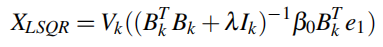 X_{LSQR} = V_k((B_k^T B_k + λI_k)^{-1} β_0 B_k^T e_1)